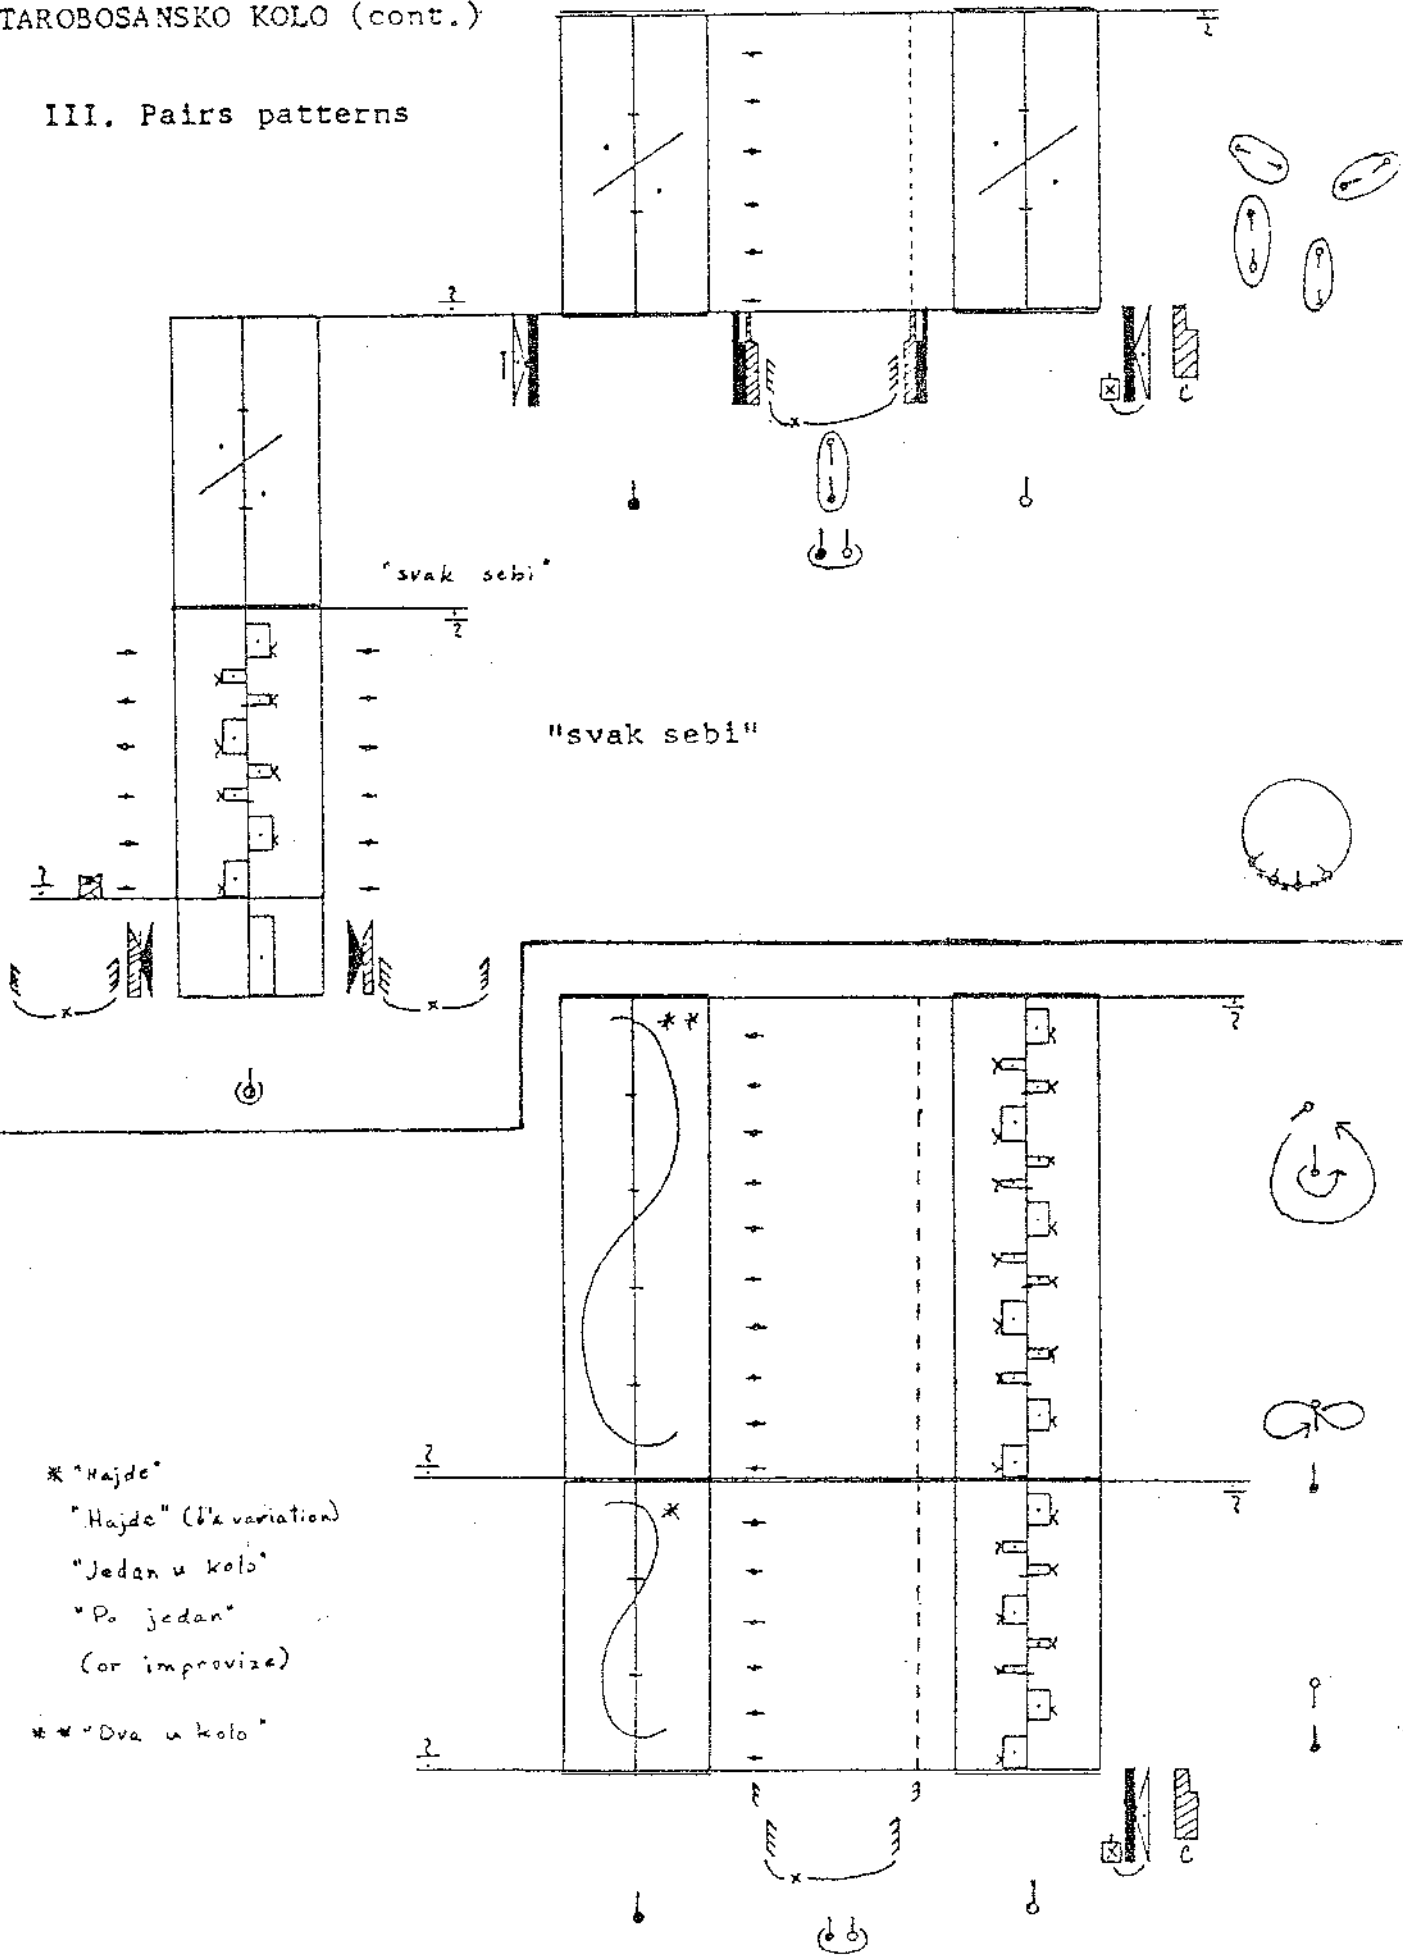 TAROBOSANSKO KOLO (cont.)
III. Pairs patterns
"svak sebi"
"svak sebi"
* "Hajde"
"Hajde" ( variation)
"Jedan u kolo"
"Po jedan"
(or improvize)
** "Dva u kolo"